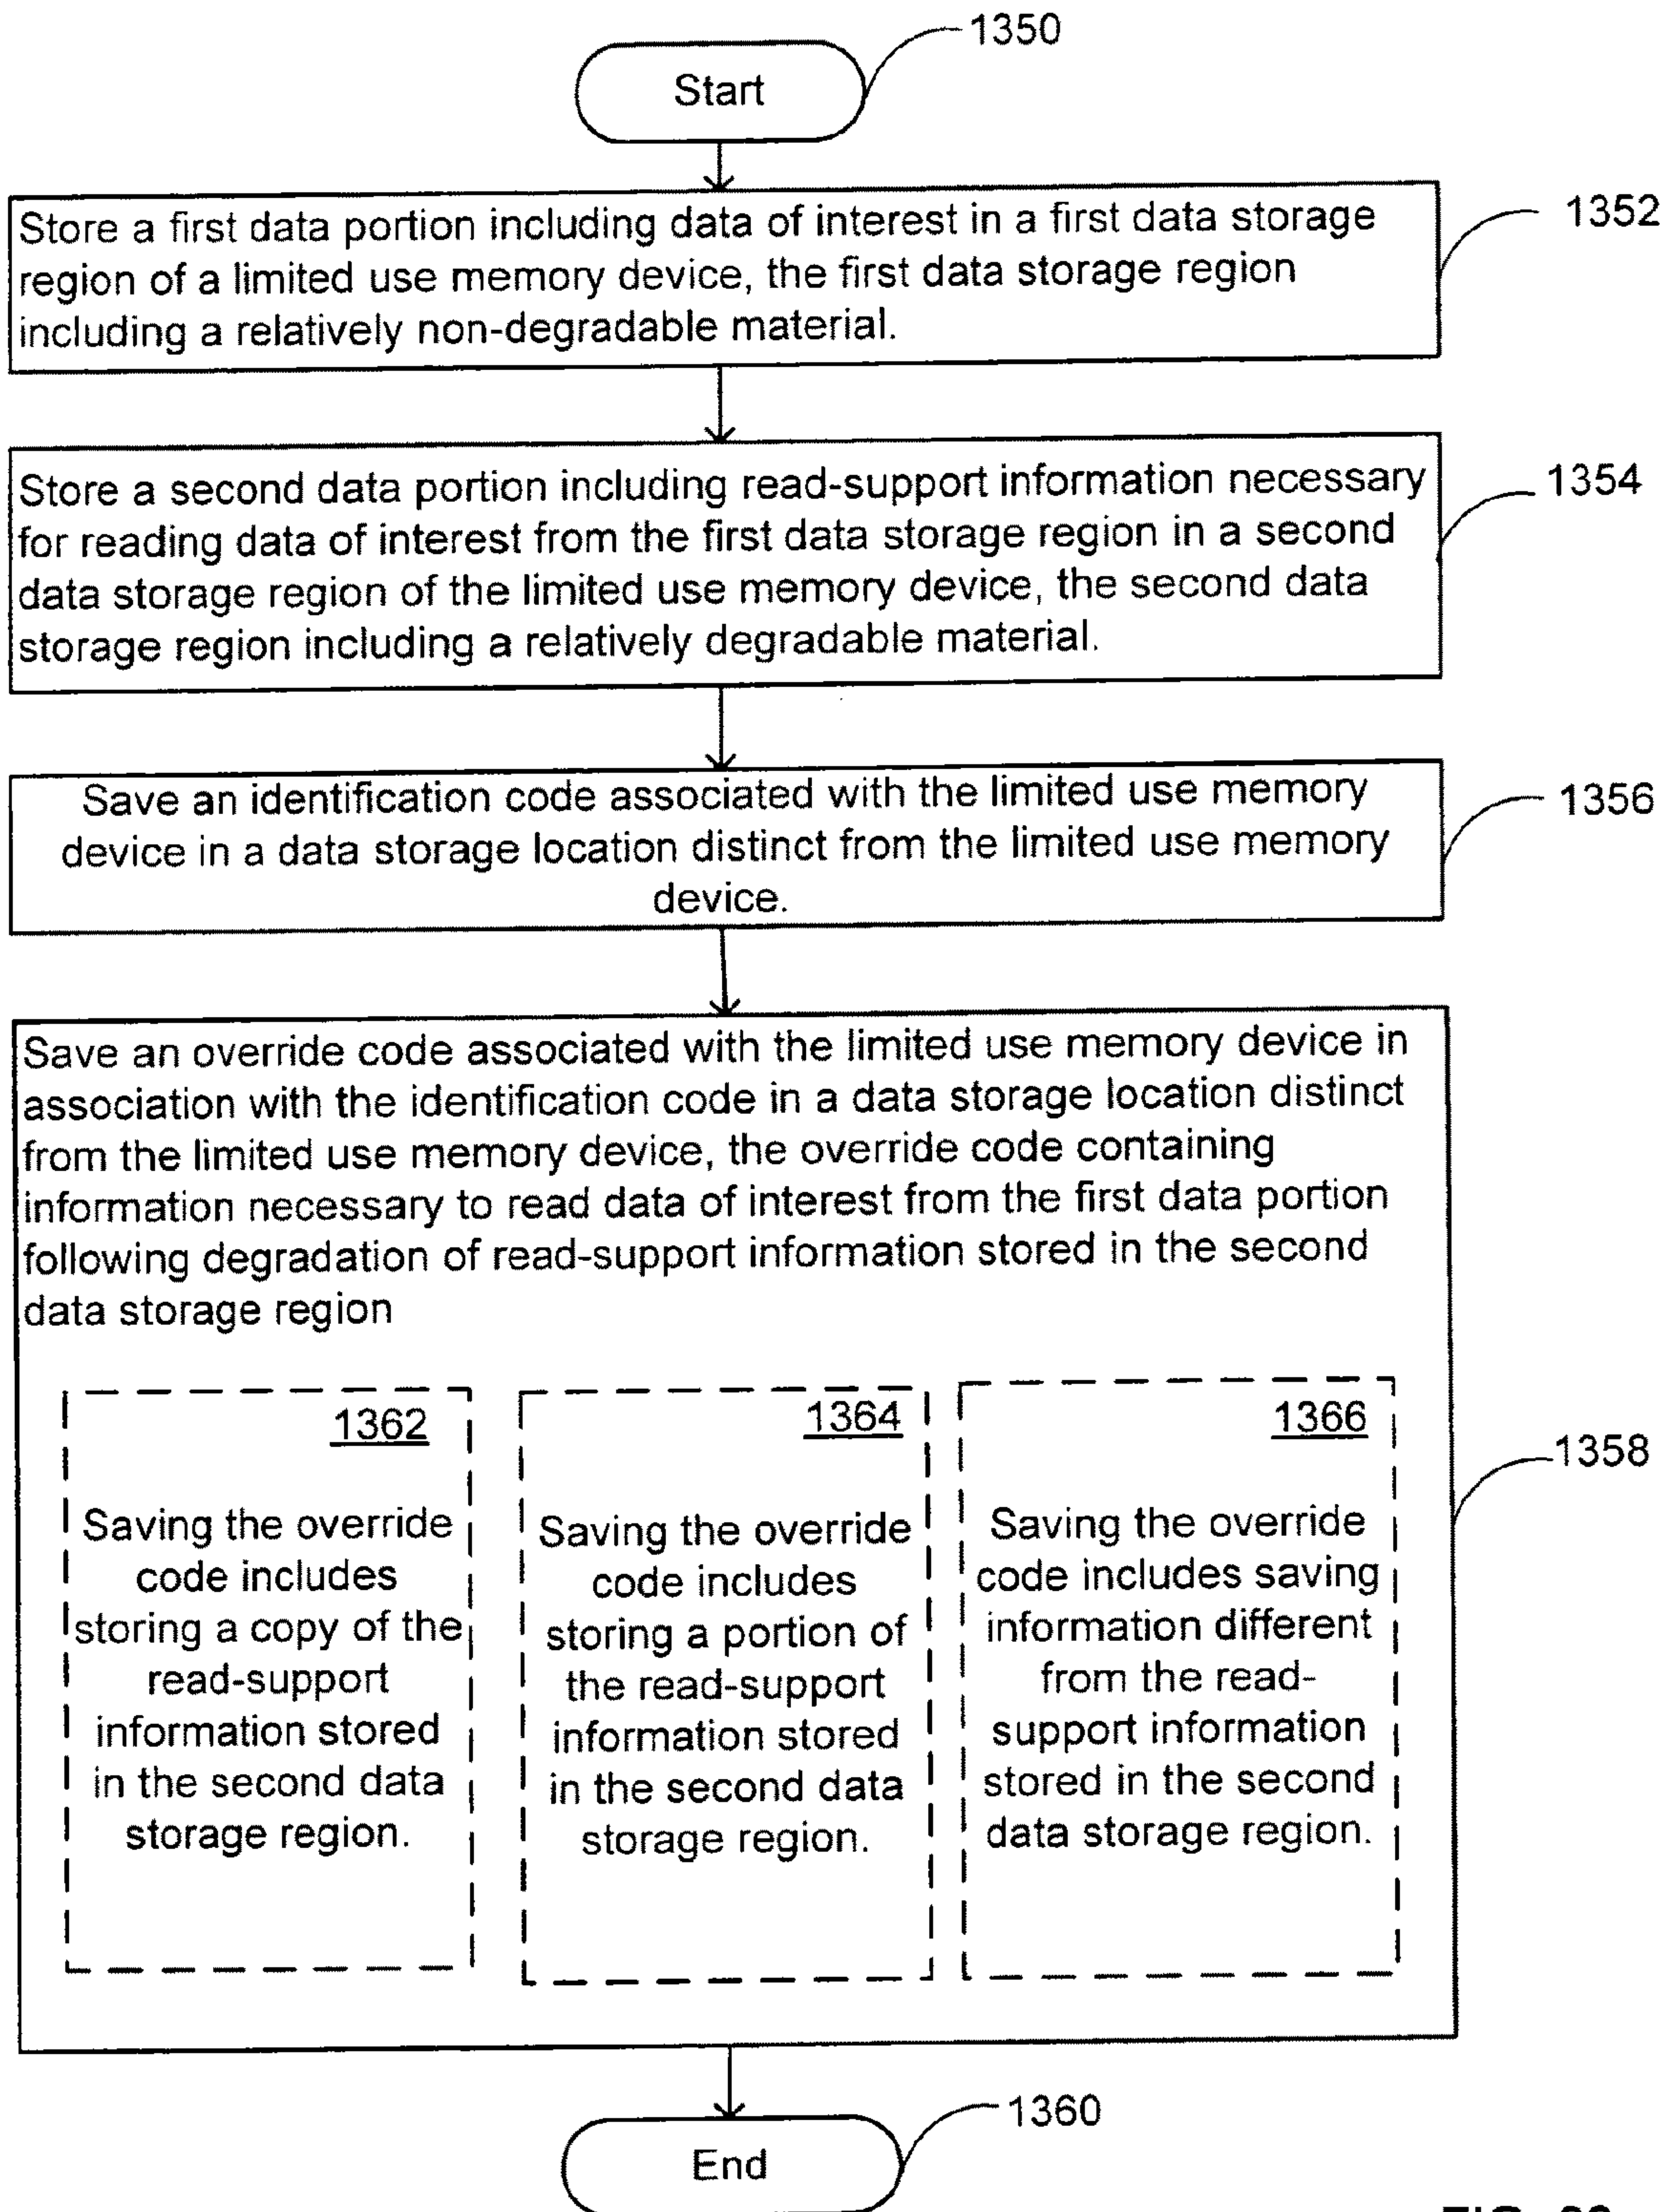 1350
Start
1352
Store a first data portion including data of interest in a first data storage
region of a limited use memory device, the first data storage region
including a relatively non-degradable material.
1354
Store a second data portion including read-support information necessary
for reading data of interest from the first data storage region in a second
data storage region of the limited use memory device, the second data
storage region including a relatively degradable material.
1356
Save an identification code associated with the limited use memory
device in a data storage location distinct from the limited use memory
device.
Save an override code associated with the limited use memory device in
association with the identification code in a data storage location distinct
from the limited use memory device, the override code containing
information necessary to read data of interest from the first data portion
following degradation of read-support information stored in the second
data storage region
1358
1362
Saving the override
code includes
storing a copy of the
read-support
information stored
in the second data
storage region.
1364
Saving the override
code includes
storing a portion of
the read-support
information stored
in the second data
storage region.
1366
Saving the override
code includes saving
information different
from the read-
support information
stored in the second
data storage region.
1360
End